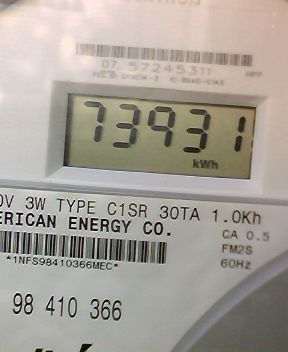 07 57245311
73931
kWh
0V 3W TYPE C1SR 30TA 1.0Kh
ERICAN ENERGY CO.
CA 0.5
FM2S
60Hz
*1NFS98410366MEC*
98 410 366